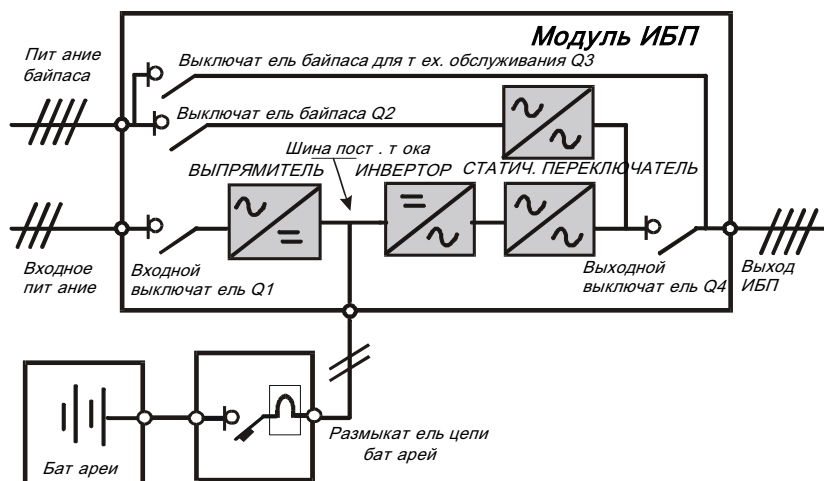 Модуль ИБП
Пит ание
байпаса
Выключат ель байпаса для т ех. обслуживания Q3
Выключат ель байпаса Q2
Шина пост . т ока
ВЫПРЯМИТЕЛЬ
ИНВЕРТОР
СТАТИЧ. ПЕРЕКЛЮЧАТЕЛЬ
Входное
пит ание
Входной
выключат ель Q1
Выходной
выключат ель Q4
Выход
ИБП
Размыкат ель цепи
бат арей
Бат ареи